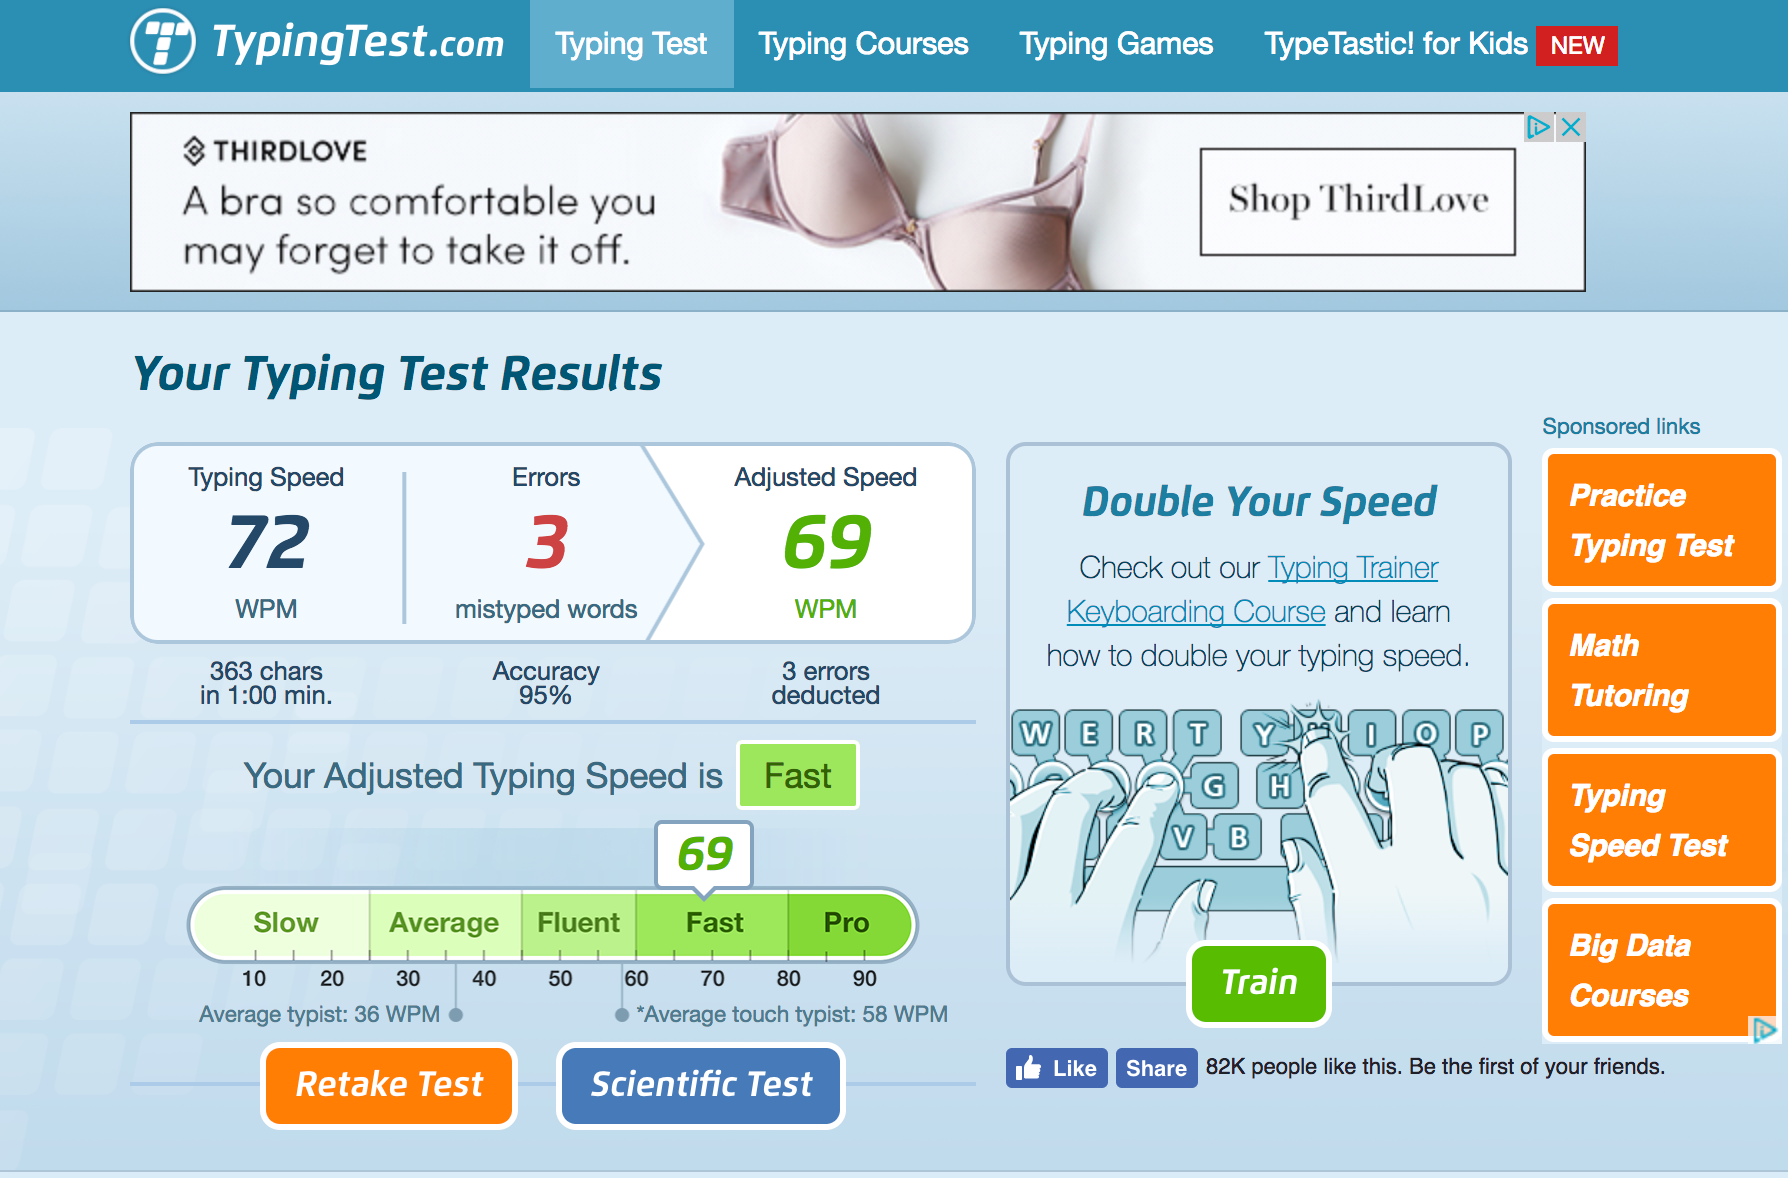 TypingTest.com
Typing Test
Typing Courses
Typing Games
TypeTastic! for Kids NEW
THIRDLOVE
A bra so comfortable you
may forget to take it off.
Shop ThirdLove
Your Typing Test Results
Typing Speed
72
WPM
363 chars
in 1:00 min.
Errors
3
mistyped words
Accuracy
95%
Adjusted Speed
69
WPM
3 errors
deducted
Your Adjusted Typing Speed is Fast
69
Slow Average Fluent Fast Pro
10 20 30 40 50 60 70 80 90
Average typist: 36 WPM
*Average touch typist: 58 WPM
Retake Test
Scientific Test
Double Your Speed
Check out our Typing Trainer
Keyboarding Course and learn
how to double your typing speed.
W E R T Y I O P
G H
V B
Train
Like
Share
82K people like this. Be the first of your friends.
Sponsored links
Practice
Typing Test
Math
Tutoring
Typing
Speed Test
Big Data
Courses